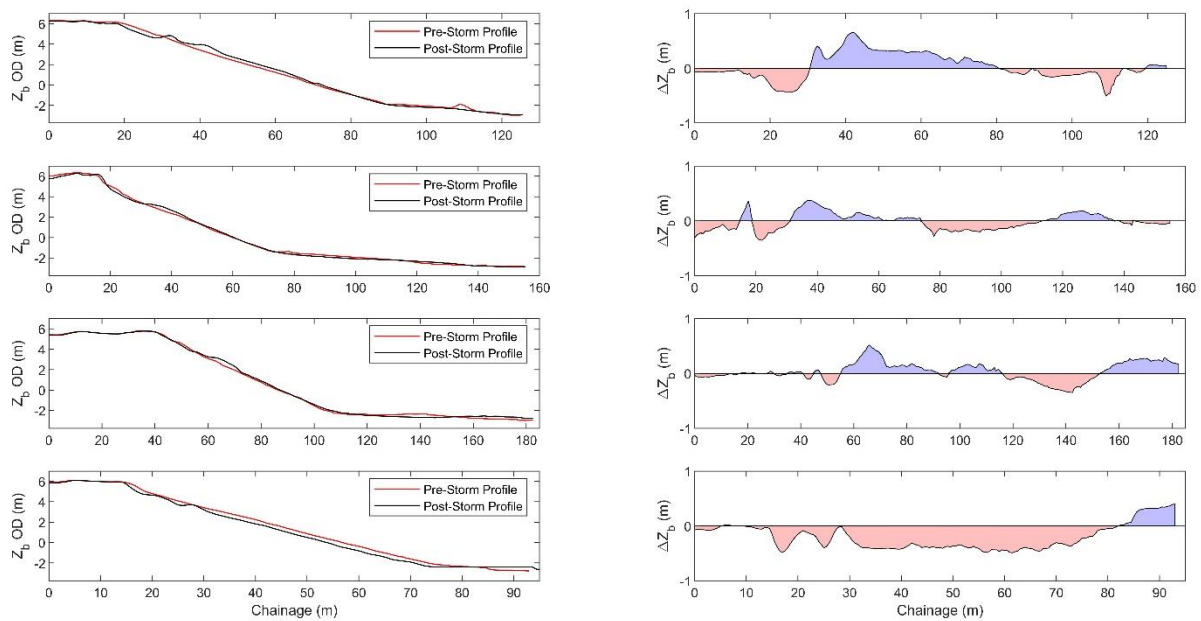 6
4
2
0
-2
Z_b OD (m)
Pre-Storm Profile
Post-Storm Profile
0 20 40 60 80 100 120
1
0
-1
ΔZ_b (m)
0 20 40 60 80 100 120
6
4
2
0
-2
Z_b OD (m)
Pre-Storm Profile
Post-Storm Profile
0 20 40 60 80 100 120 140 160
1
0
-1
ΔZ_b (m)
0 20 40 60 80 100 120 140 160
6
4
2
0
-2
Z_b OD (m)
Pre-Storm Profile
Post-Storm Profile
0 20 40 60 80 100 120 140 160 180
1
0
-1
ΔZ_b (m)
0 20 40 60 80 100 120 140 160 180
6
4
2
0
-2
Z_b OD (m)
Pre-Storm Profile
Post-Storm Profile
0 10 20 30 40 50 60 70 80 90
Chainage (m)
1
0
-1
ΔZ_b (m)
0 10 20 30 40 50 60 70 80 90
Chainage (m)